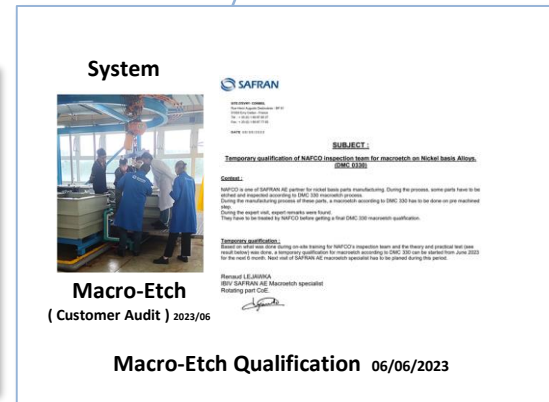 System
Macro-Etch
( Customer Audit ) 2023/06
SAFRAN
SUBJECT :
Temporary qualification of NAFCO inspection team for macroetch on Nickel basis Alloys.
(DMC 0330)
Context :
NAFCO is one of SAFRAN AE partner for nickel basis parts manufacturing. During the process, some parts have to be
etched and inspected according to DMC 330 macroetch process.
During the manufacturing process of these parts, a macroetch according to DMC 330 has to be done on pre machined
step.
During the expert visit, expert remarks were found.
They have to be treated by NAFCO before getting a final DMC 330 macroetch qualification.
Temporary qualification :
Based on what was done during on-site training for NAFCO's inspection team and the theory and practical test (see
result below) was done, a temporary qualification for macroetch according to DMC 330 can be started from June 2023
for the next 6 month. Next visit of SAFRAN AE macroetch specialist has to be planed during this period.
Renaud LEJAWKA
IBIV SAFRAN AE Macroetch specialist
Rotating part CoE.
Macro-Etch Qualification 06/06/2023